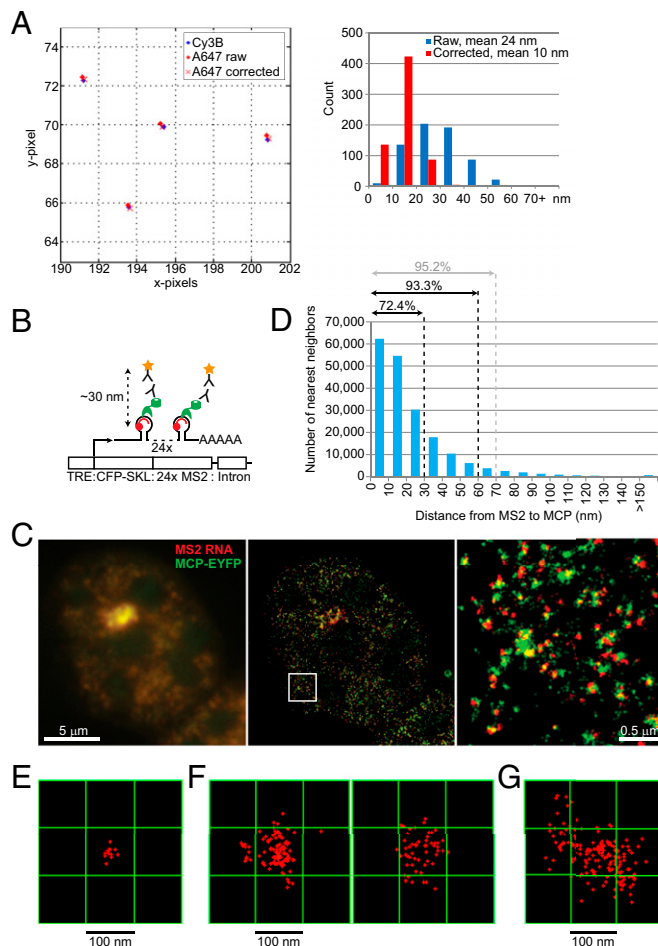 A
74
72
70
68
66
64
190 192 194 196 198 200 202
y-pixel
x-pixels
Cy3B
A647 raw
A647 corrected
Raw, mean 24 nm
Corrected, mean 10 nm
Count
500
400
300
200
100
0
10 20 30 40 50 60 70+ nm
B
~30 nm
24x
AAAAA
TRE:CFP-SKL:24x MS2: Intron
D
95.2%
93.3%
72.4%
Number of nearest neighbors
70,000
60,000
50,000
40,000
30,000
20,000
10,000
0
0 10 20 30 40 50 60 70 80 90 100 110 120 130 140 >150
Distance from MS2 to MCP (nm)
C
MS2 RNA
MCP-EYFP
5 μm
0.5 μm
E
F
G
100 nm
100 nm
100 nm